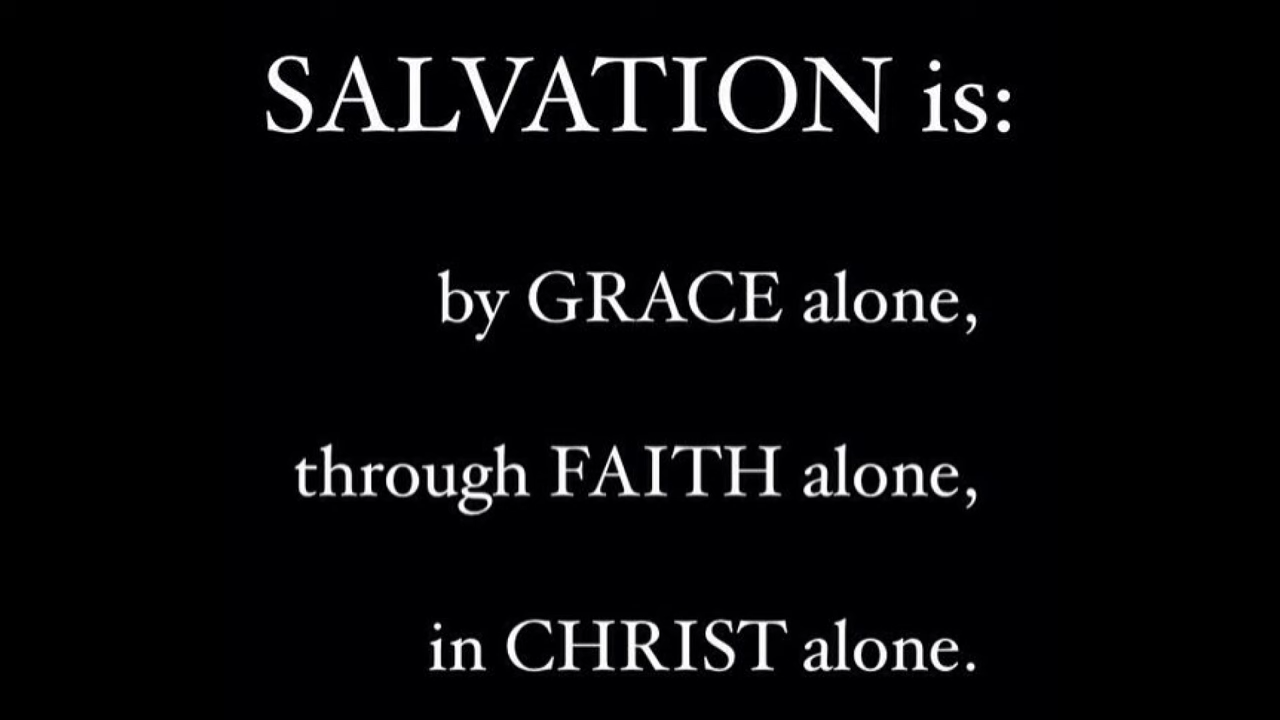 SALVATION is:
by GRACE alone,
through FAITH alone,
in CHRIST alone.